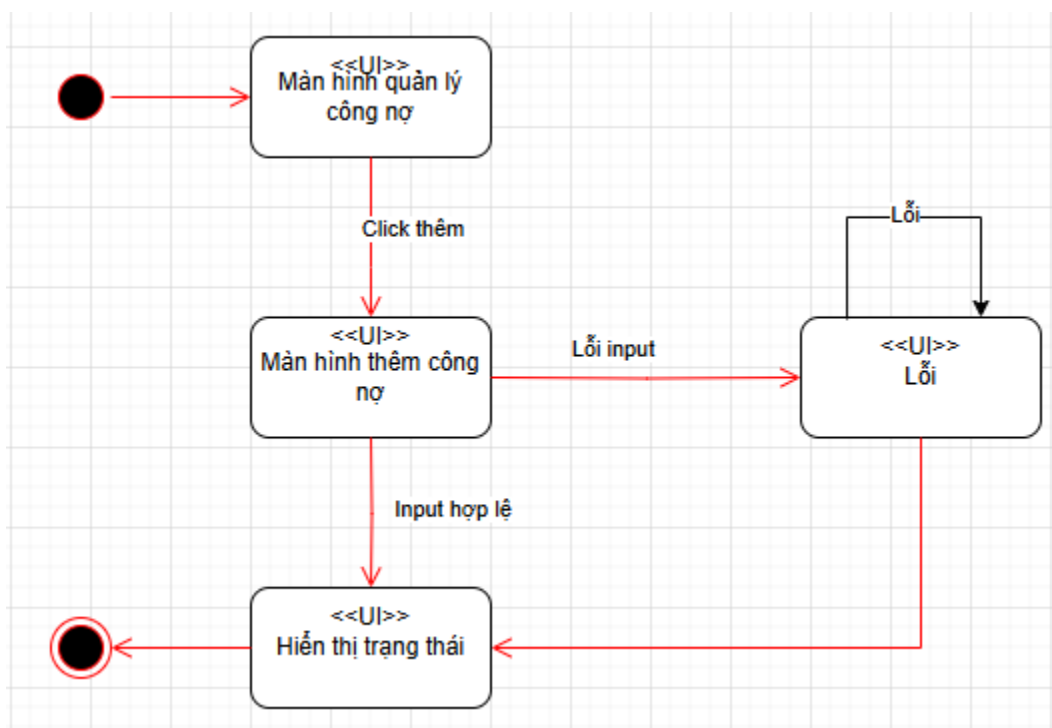 <<UI>>
Màn hình quản lý
công nợ
Click thêm
Lỗi
<<UI>>
Màn hình thêm công
nợ
Lỗi input
<<UI>>
Lỗi
Input hợp lệ
<<UI>>
Hiển thị trạng thái